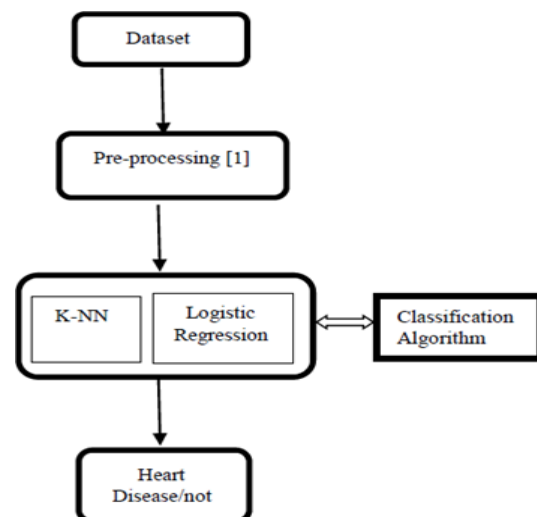 Dataset
Pre-processing [1]
K-NN
Logistic
Regression
Classification
Algorithm
Heart
Disease/not